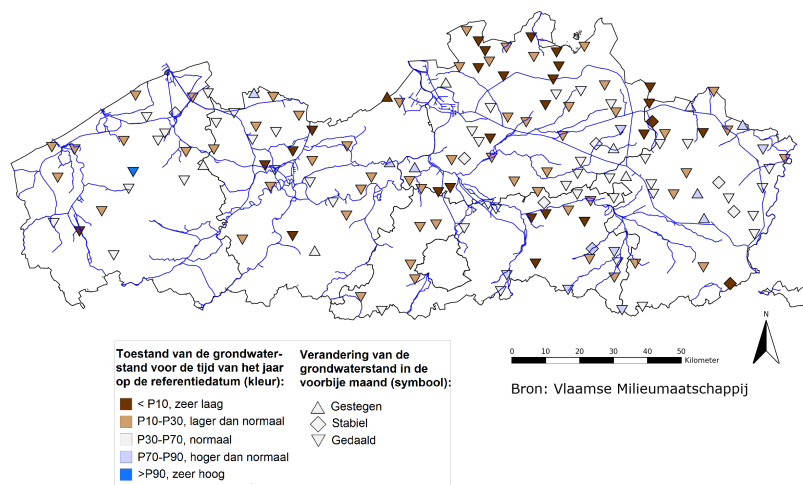 Toestand van de grondwater-
stand voor de tijd van het jaar
op de referentiedatum (kleur):
< P10, zeer laag
P10-P30, lager dan normaal
P30-P70, normaal
P70-P90, hoger dan normaal
>P90, zeer hoog
Verandering van de
grondwaterstand in de
voorbije maand (symbool):
Gestegen
Stabiel
Gedaald
N
0 10 20 30 40 50 Kilometer
Bron: Vlaamse Milieumaatschappij